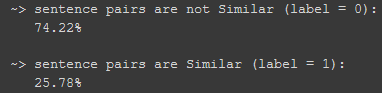 ~> sentence pairs are not Similar (label = 0):
74.22%
~> sentence pairs are Similar (label = 1):
25.78%